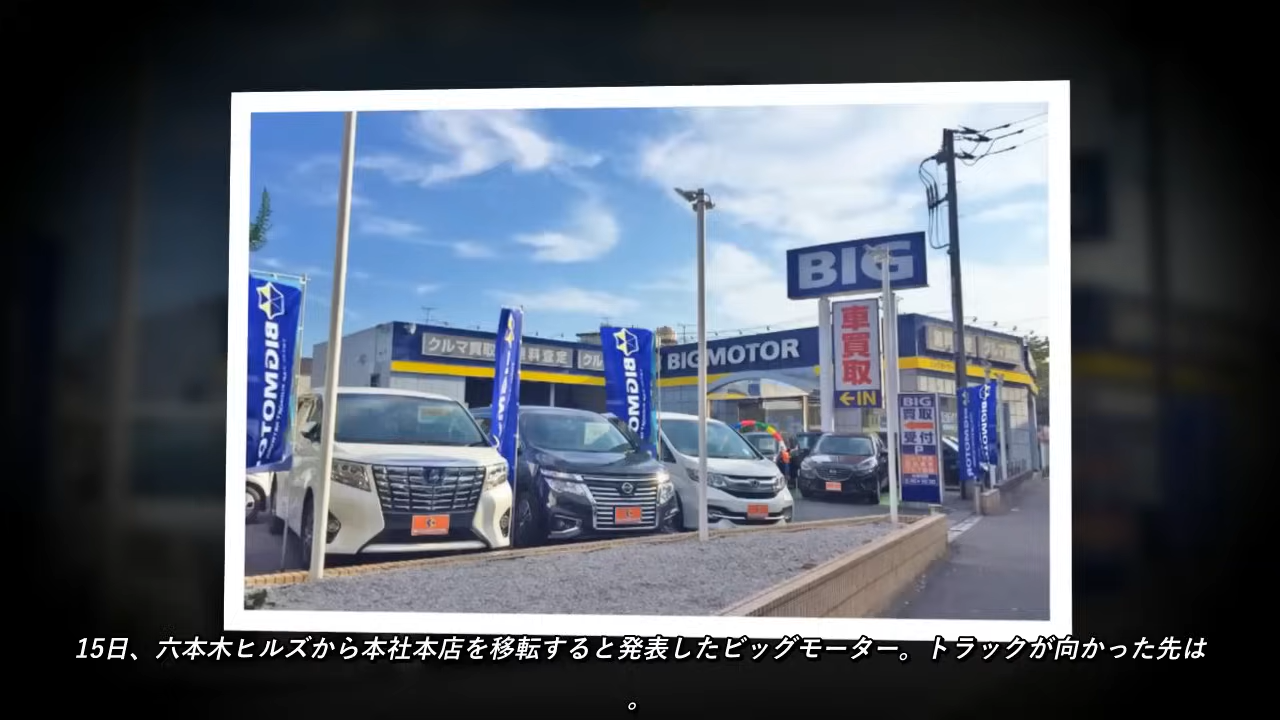 BIG
車買取
←IN
クルマ買取
料査定
BIGMOTOR
BIGMOTOR
BIG
買取
受付
P
15日、六本木ヒルズから本社本店を移転すると発表したビッグモーター。トラックが向かった先は
。